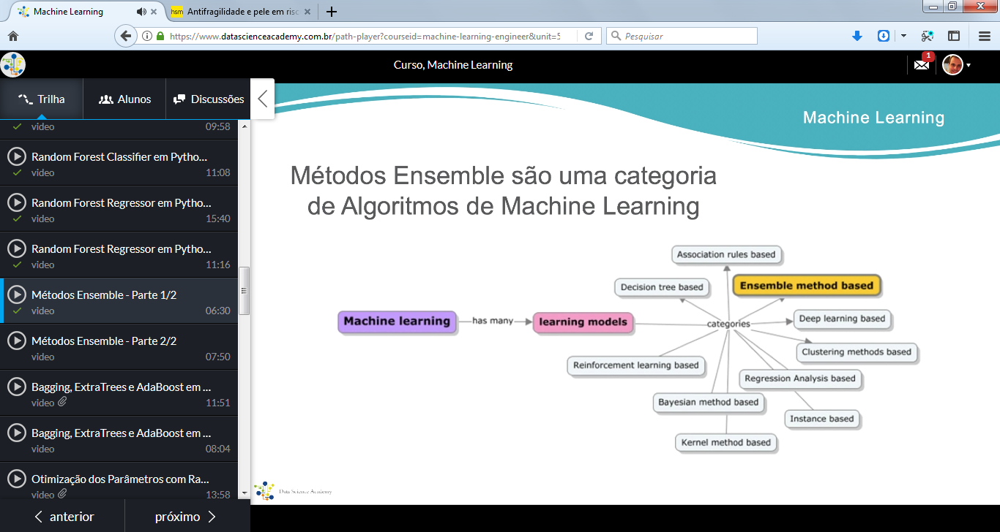 Machine Learning
hsm Antifragilidade e pele em risc
https://www.datascienceacademy.com.br/path-player?courseid=machine-learning-engineer&unit=5
Pesquisar
Curso, Machine Learning
1
Trilha
Alunos
Discussões
video 09:58
Random Forest Classifier em Pytho...
video 11:08
Random Forest Regressor em Pytho...
video 15:40
Random Forest Regressor em Pytho...
video 11:16
Métodos Ensemble - Parte 1/2
video 06:30
Métodos Ensemble - Parte 2/2
video 07:50
Bagging, ExtraTrees e AdaBoost em ...
video 11:51
Bagging, ExtraTrees e AdaBoost em ...
video 08:04
Otimização dos Parâmetros com Ra...
video 13:58
anterior
próximo
Machine Learning
Métodos Ensemble são uma categoria
de Algoritmos de Machine Learning
Association rules based
Decision tree based
Ensemble method based
Machine learning
has many
learning models
categories
Deep learning based
Clustering methods based
Reinforcement learning based
Regression Analysis based
Bayesian method based
Instance based
Kernel method based
Data Science Academy